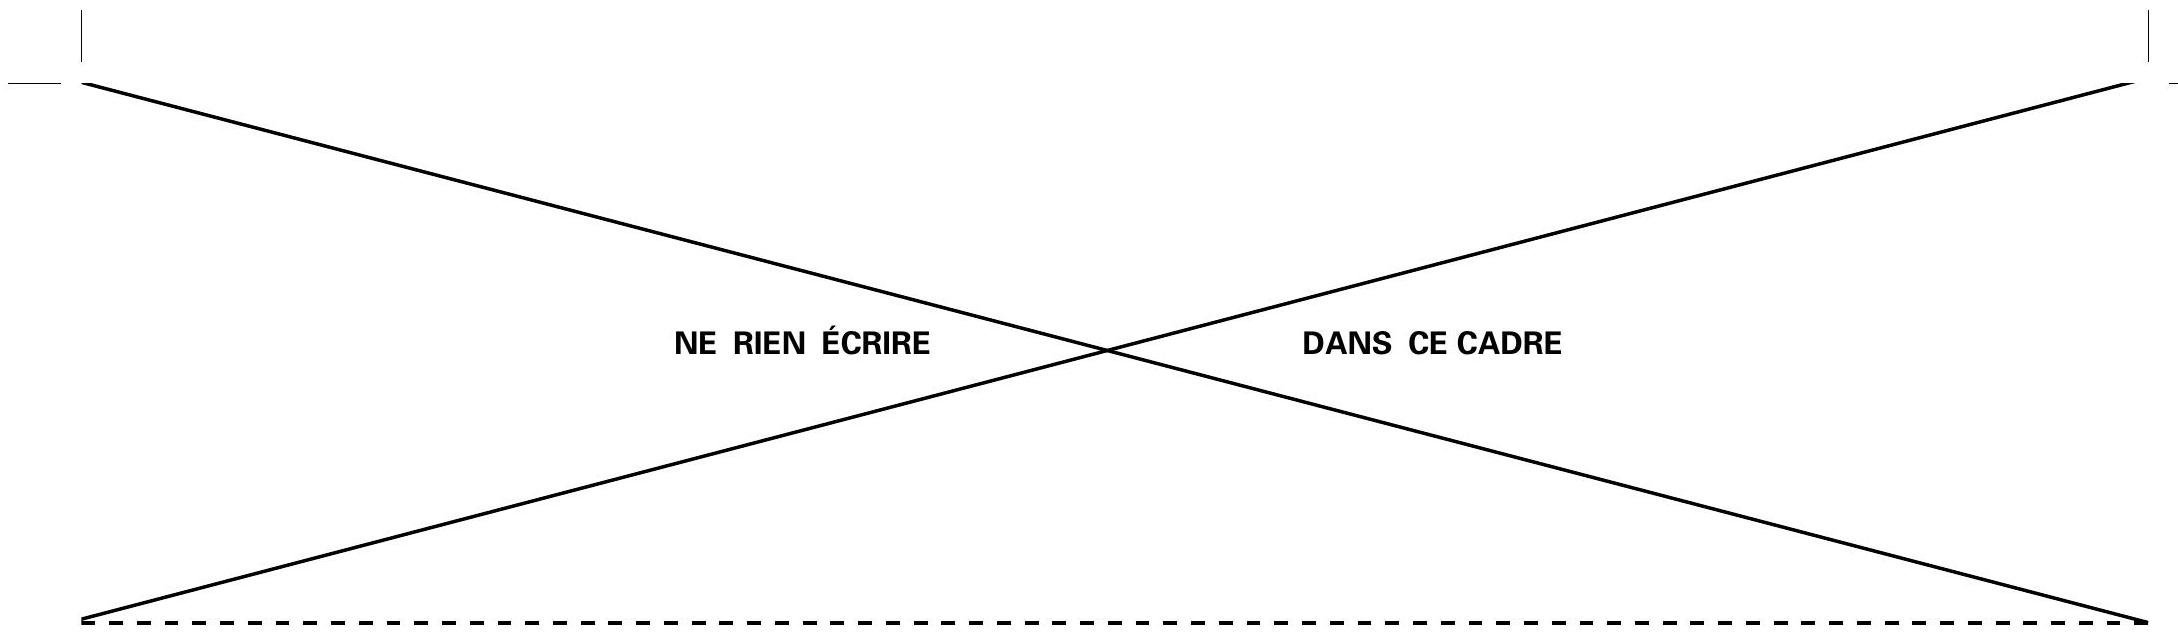 NE RIEN ÉCRIRE DANS CE CADRE